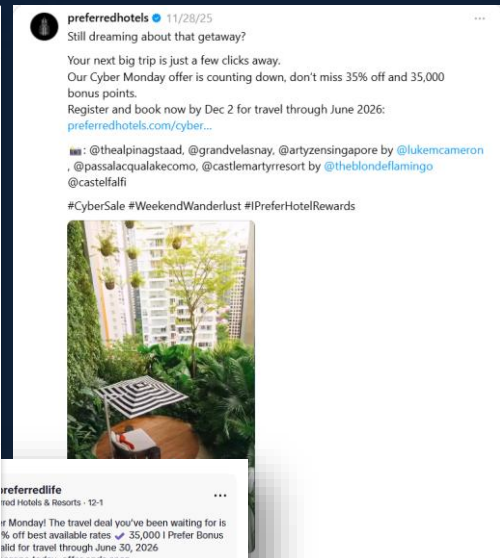 preferredhotels 11/28/25
Still dreaming about that getaway?
Your next big trip is just a few clicks away.
Our Cyber Monday offer is counting down, don't miss 35% off and 35,000
bonus points.
Register and book now by Dec 2 for travel through June 2026:
preferredhotels.com/cyber...
📸: @thealpinagstaad, @grandvelasnay, @artyzensingapore by @lukemcameron
, @passalacqualakecomo, @castlemartyrresort by @theblondeflamingo
@castelfalfi
#CyberSale #WeekendWanderlust #IPreferHotelRewards
referredlife
red Hotels & Resorts · 12-1
er Monday! The travel deal you've been waiting for is
% off best available rates ✔ 35,000 I Prefer Bonus
alid for travel through June 30, 2026